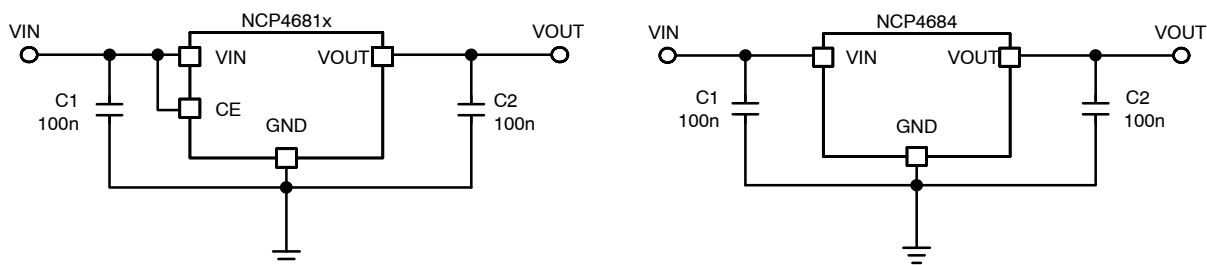 NCP4681x
VIN
VOUT
VIN
VOUT
C1
100n
CE
C2
100n
GND
NCP4684
VIN
VOUT
VIN
VOUT
C1
100n
C2
100n
GND